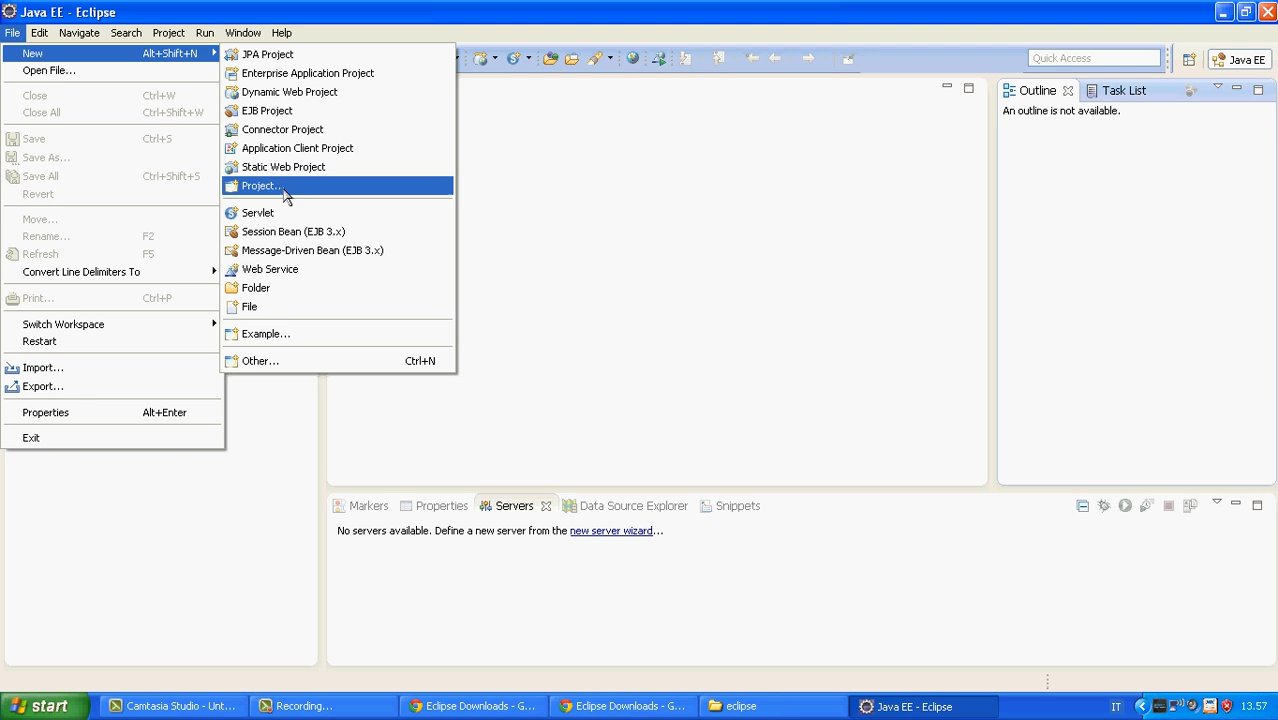 Java EE - Eclipse
File Edit Navigate Search Project Run Window Help
New Alt+Shift+N
Open File...
Close Ctrl+W
Close All Ctrl+Shift+W
Save Ctrl+S
Save As...
Save All Ctrl+Shift+S
Revert
Move...
Rename... F2
Refresh F5
Convert Line Delimiters To
Print... Ctrl+P
Switch Workspace
Restart
Import...
Export...
Properties Alt+Enter
Exit
JPA Project
Enterprise Application Project
Dynamic Web Project
EJB Project
Connector Project
Application Client Project
Static Web Project
Project...
Servlet
Session Bean (EJB 3.x)
Message-Driven Bean (EJB 3.x)
Web Service
Folder
File
Example...
Other... Ctrl+N
Quick Access
Java EE
Outline Task List
An outline is not available.
Markers Properties Servers Data Source Explorer Snippets
No servers available. Define a new server from the new server wizard...
start Camtasia Studio - Unt... Recording... Eclipse Downloads - G... Eclipse Downloads - G... eclipse Java EE - Eclipse IT 13.57